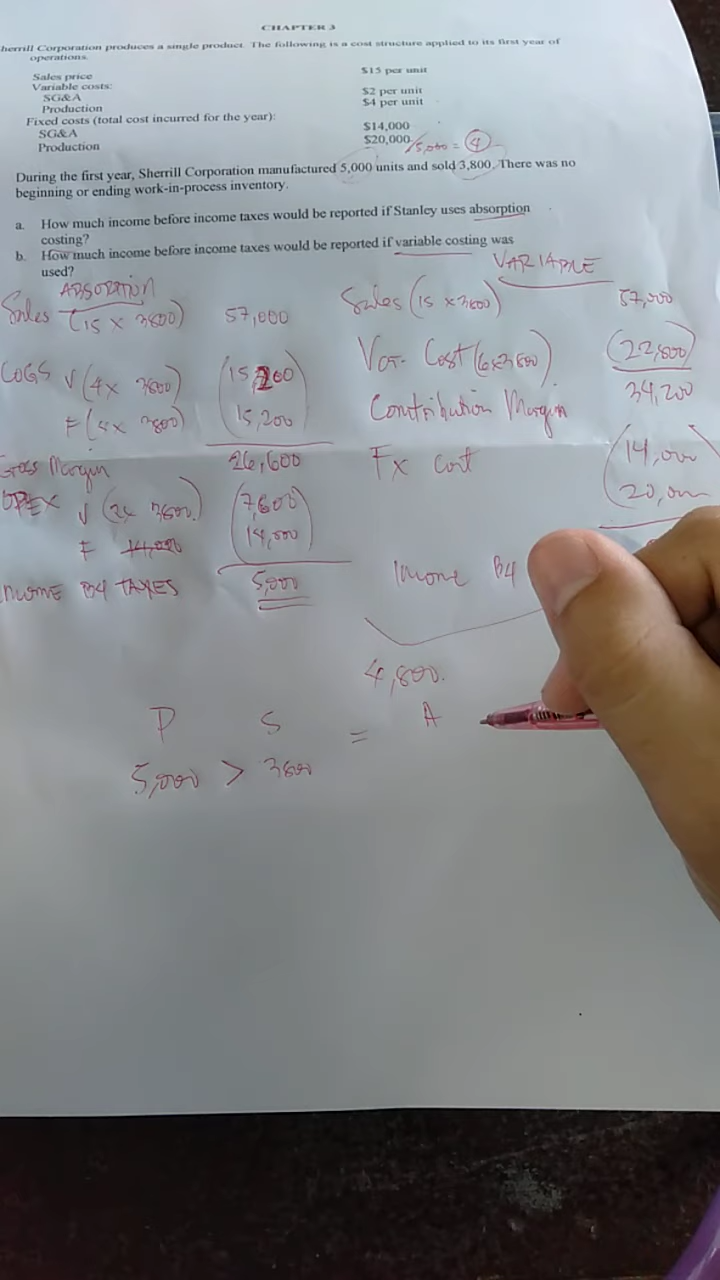 CHAPTER 3
herrill Corporation produces a single product. The following is a cost structure applied to its first year of
operations.
Sales price $15 per unit
Variable costs:
SG&A $2 per unit
Production $4 per unit
Fixed costs (total cost incurred for the year):
SG&A $14,000
Production $20,000 /5,000 = 4
During the first year, Sherrill Corporation manufactured 5,000 units and sold 3,800. There was no
beginning or ending work-in-process inventory.
a. How much income before income taxes would be reported if Stanley uses absorption
costing?
b. How much income before income taxes would be reported if variable costing was
used?
ABSORPTION
Sales (15 x 3800) 57,000
COGS V (4x 3800) (15,200
F (4x 3800) 15,200)
Gross Margin 26,600
OPEX V (2x 3800) (7,600
F 14,000 14,000)
INCOME B4 TAXES 5,000
VARIABLE
Sales (15 x 3800) 57,000
Var. Cost (6x3800) (22,800)
34,200
Contribution Margin
Fx Cost (14,000
20,000)
Income B4
4,800.
P S = A
5,000 > 3800